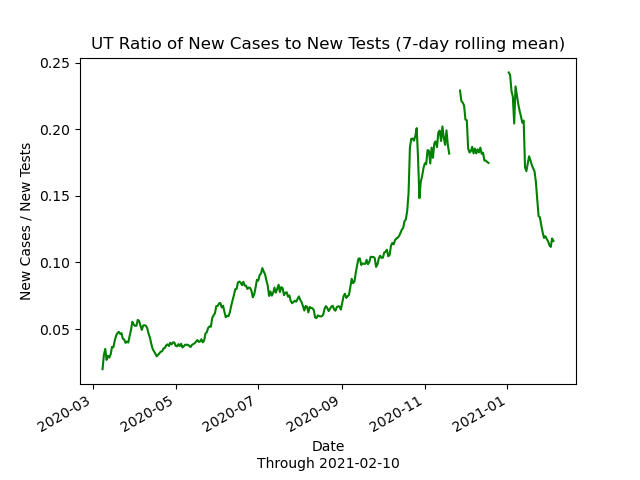 UT Ratio of New Cases to New Tests (7-day rolling mean)
0.25
0.20
0.15
0.10
0.05
New Cases / New Tests
2020-03
2020-05
2020-07
2020-09
2020-11
2021-01
Date
Through 2021-02-10